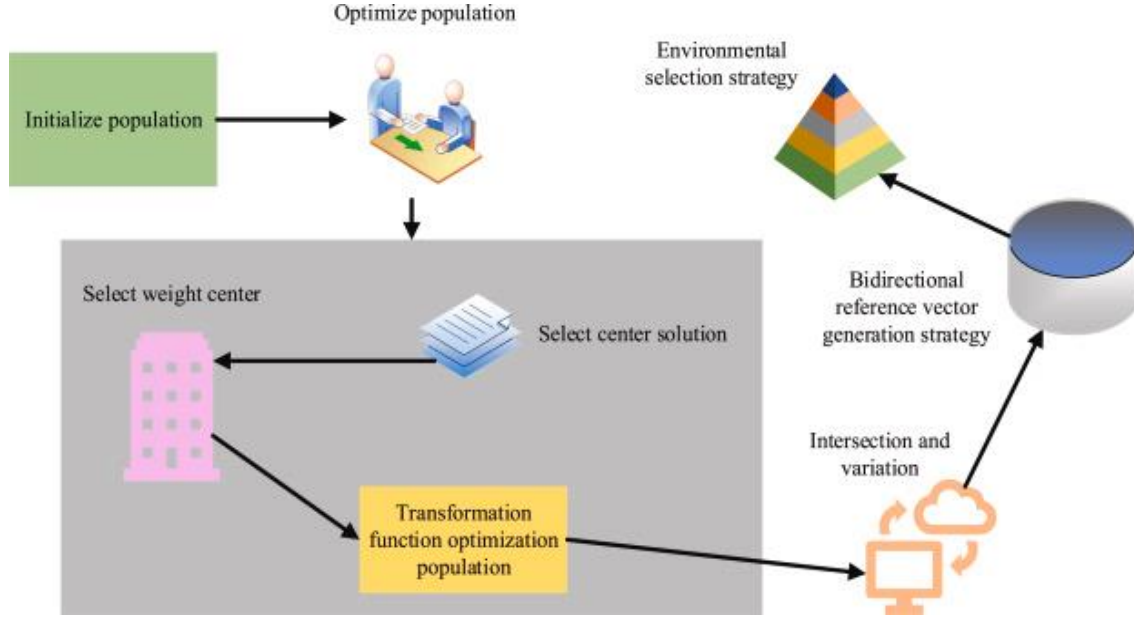 Optimize population
Initialize population
Environmental
selection strategy
Select weight center
Select center solution
Bidirectional
reference vector
generation strategy
Intersection and
variation
Transformation
function optimization
population